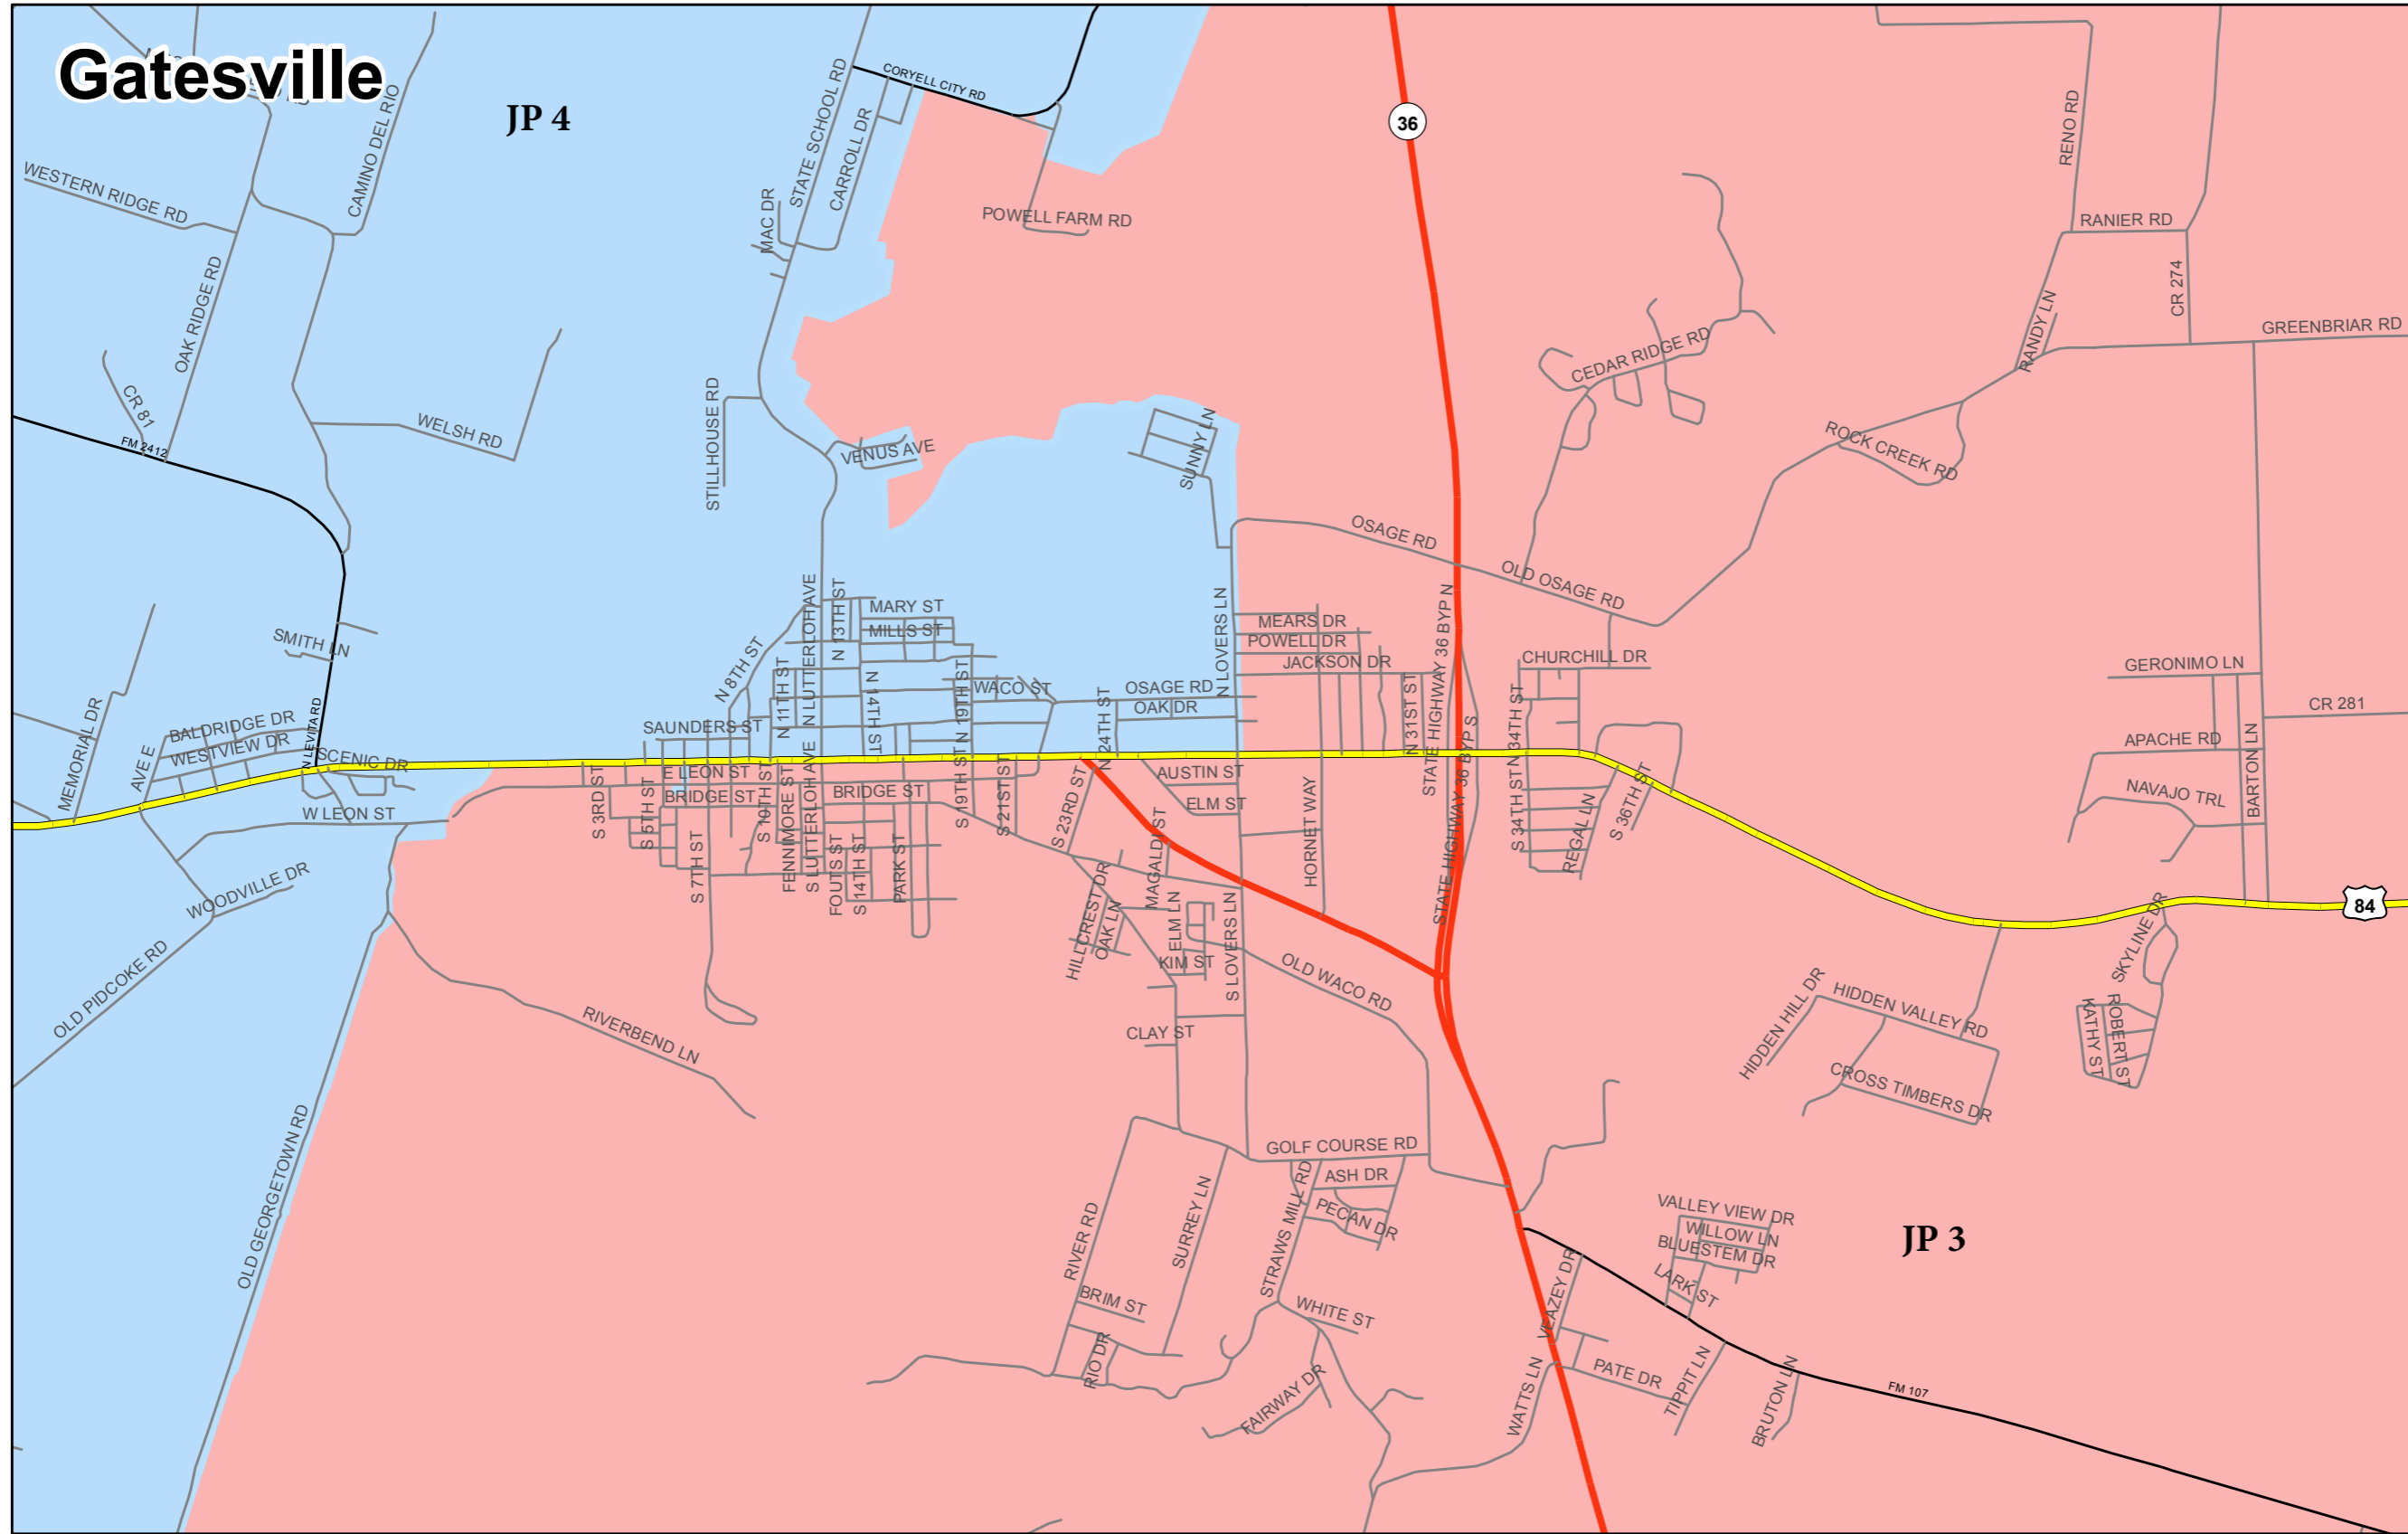 Gatesville
JP 4
CORYELL CITY RD
36
STATE SCHOOL RD
CARROLL DR
CAMINO DEL RIO
WESTERN RIDGE RD
MAC DR
POWELL FARM RD
RENO RD
RANIER RD
CR 274
OAK RIDGE RD
RANDY LN
GREENBRIAR RD
CEDAR RIDGE RD
CR 81
FM 2412
WELSH RD
STILLHOUSE RD
VENUS AVE
SUNNY LN
ROCK CREEK RD
OSAGE RD
OLD OSAGE RD
SMITH LN
N LUTTERLOH AVE
N 13TH ST
MARY ST
MILLS ST
N LOVERS LN
MEARS DR
POWELL DR
JACKSON DR
STATE HIGHWAY 36 BYP N
CHURCHILL DR
GERONIMO LN
N 8TH ST
N 11TH ST
N 14TH ST
N 19TH ST
WACO ST
OSAGE RD
OAK DR
N 24TH ST
N 31ST ST
N 34TH ST
CR 281
MEMORIAL DR
BALDRIDGE DR
WESTVIEW DR
AVE E
N LEVITA RD
SCENIC DR
SAUNDERS ST
APACHE RD
BARTON LN
NAVAJO TRL
W LEON ST
E LEON ST
BRIDGE ST
BRIDGE ST
S 3RD ST
S 5TH ST
S 7TH ST
S 10TH ST
FENNIMORE ST
S LUTTERLOH AVE
FOUTS ST
S 14TH ST
PARK ST
S 19TH ST
S 21ST ST
S 23RD ST
AUSTIN ST
ELM ST
MAGALDI ST
HORNET WAY
STATE HIGHWAY 36 BYP S
S 34TH ST
REGAL LN
S 36TH ST
84
WOODVILLE DR
OLD PIDCOKE RD
HILLCREST DR
OAK LN
ELM LN
KIM ST
S LOVERS LN
OLD WACO RD
SKYLINE DR
HIDDEN HILL DR
HIDDEN VALLEY RD
KATHY ST
ROBERT ST
CROSS TIMBERS DR
RIVERBEND LN
CLAY ST
OLD GEORGETOWN RD
GOLF COURSE RD
ASH DR
PECAN DR
STRAWS MILL RD
RIVER RD
SURREY LN
VALLEY VIEW DR
WILLOW LN
BLUESTEM DR
LARK ST
JP 3
VEAZEY DR
BRIM ST
WHITE ST
RIO DR
FAIRWAY DR
WATTS LN
PATE DR
TIPPIT LN
BRUTON LN
FM 107